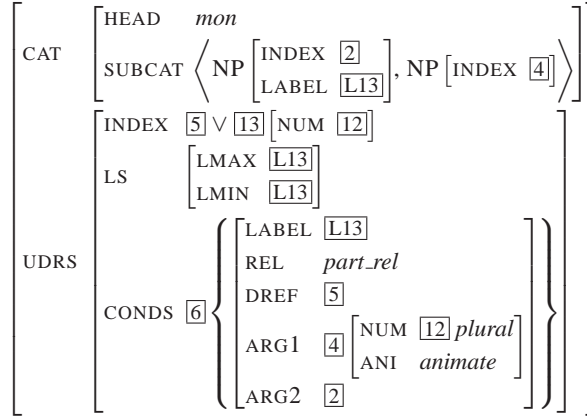 HEAD mon
CAT SUBCAT ⟨ NP [ INDEX 2
LABEL L13 ] , NP [ INDEX 4 ] ⟩
INDEX 5 ∨ 13 [ NUM 12 ]
LS [ LMAX L13
LMIN L13 ]
UDRS
CONDS 6 {
LABEL L13
REL part_rel
DREF 5
ARG1 4 [ NUM 12 plural
ANI animate ]
ARG2 2 }